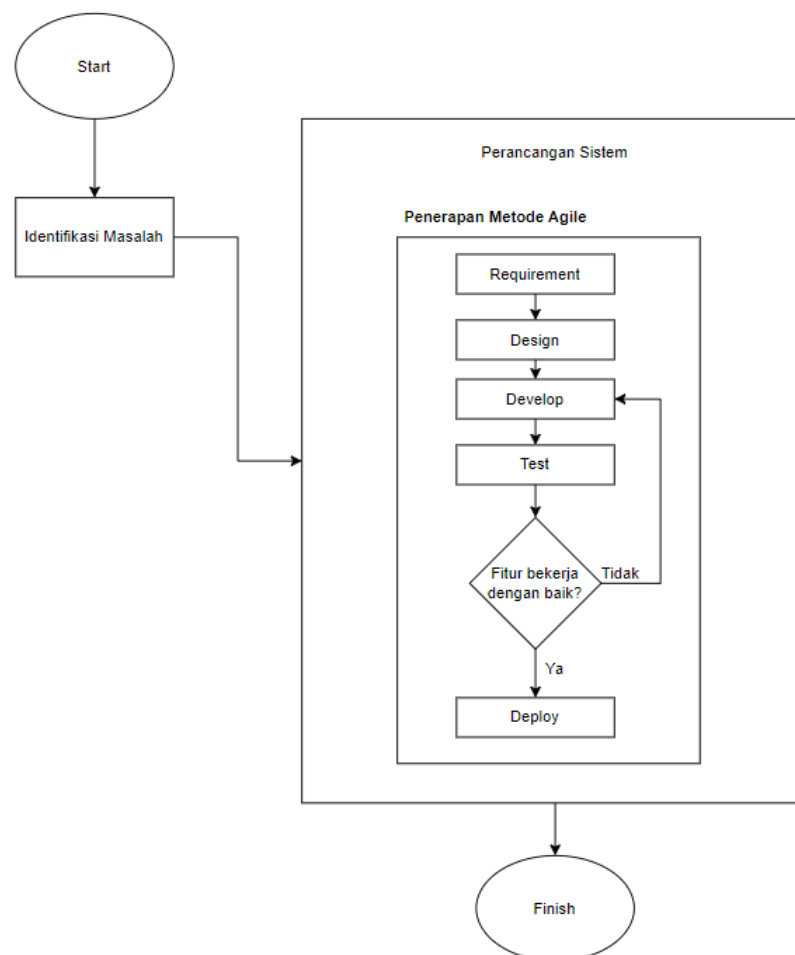 Start
Identifikasi Masalah
Perancangan Sistem
Penerapan Metode Agile
Requirement
Design
Develop
Test
Fitur bekerja
dengan baik?
Tidak
Ya
Deploy
Finish